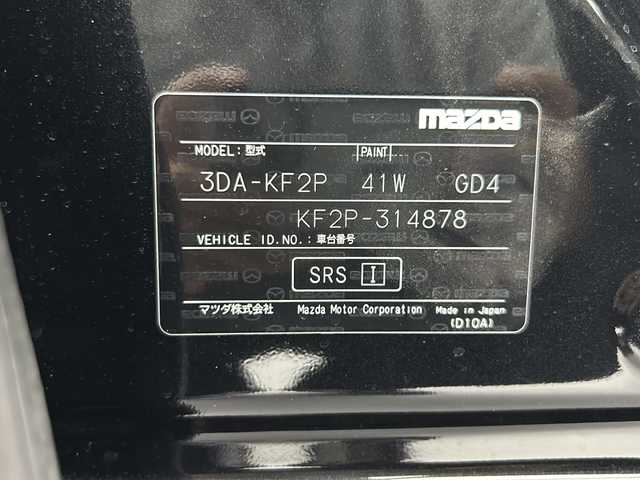 mazDa
MODEL: 型式 PAINT
3DA-KF2P 41W GD4
KF2P-314878
VEHICLE ID.NO.: 車台番号
SRS I
マツダ株式会社 Mazda Motor Corporation Made in Japan
(D10A)